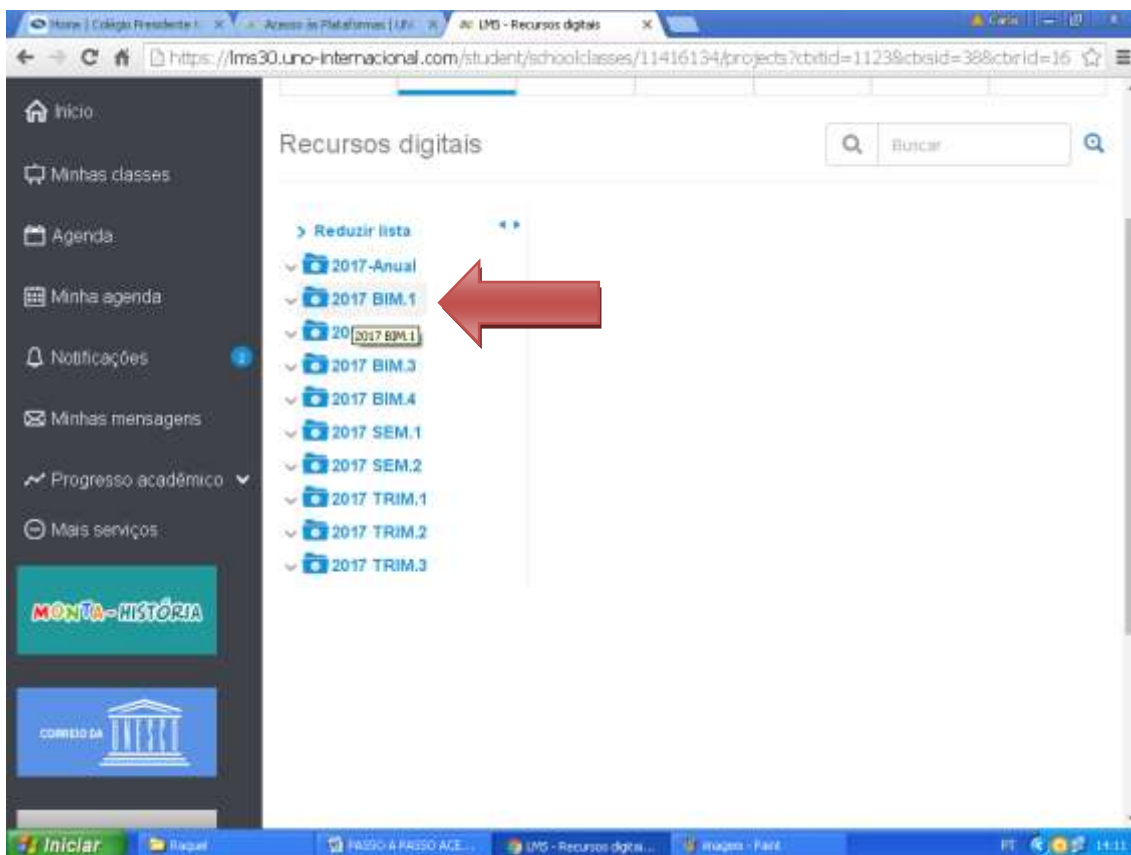 Home | Colégio Presidente
Acesso às Plataformas | UN
LMS - Recursos digitais
https://lms30.uno-internacional.com/student/schoolclasses/11416134/projects?ctxtid=1123&cbsid=38&cbrid=16
Início
Recursos digitais
Buscar
Minhas classes
Agenda
Minha agenda
Notificações
Minhas mensagens
Progresso acadêmico
Mais serviços
MONTA-HISTÓRIA
CORREIO DA UNESCO
Reduzir lista
2017-Anual
2017 BIM.1
20
2017 BIM.1
2017 BIM.3
2017 BIM.4
2017 SEM.1
2017 SEM.2
2017 TRIM.1
2017 TRIM.2
2017 TRIM.3
Iniciar
Raquel
PASSO A PASSO ACE...
LMS - Recursos digitai...
imagem - Paint
PT
14:11